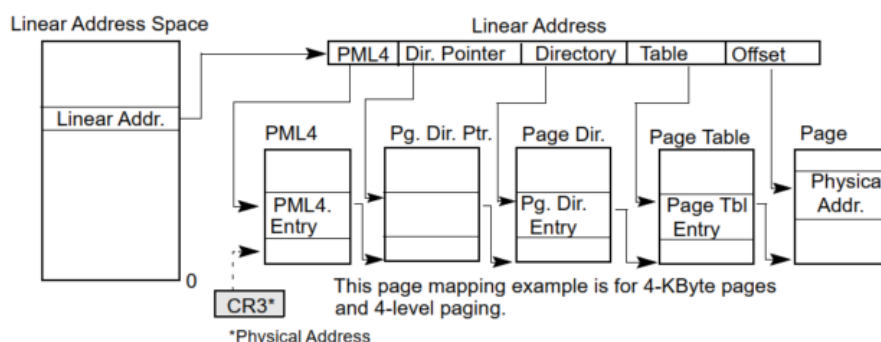 Linear Address Space
Linear Address
PML4 Dir. Pointer Directory Table Offset
Linear Addr.
PML4 Pg. Dir. Ptr. Page Dir. Page Table Page
Physica
Addr.
PML4.
Entry
Pg. Dir.
Entry
Page Tbl
Entry
0
CR3*
This page mapping example is for 4-KByte pages
and 4-level paging.
*Physical Address